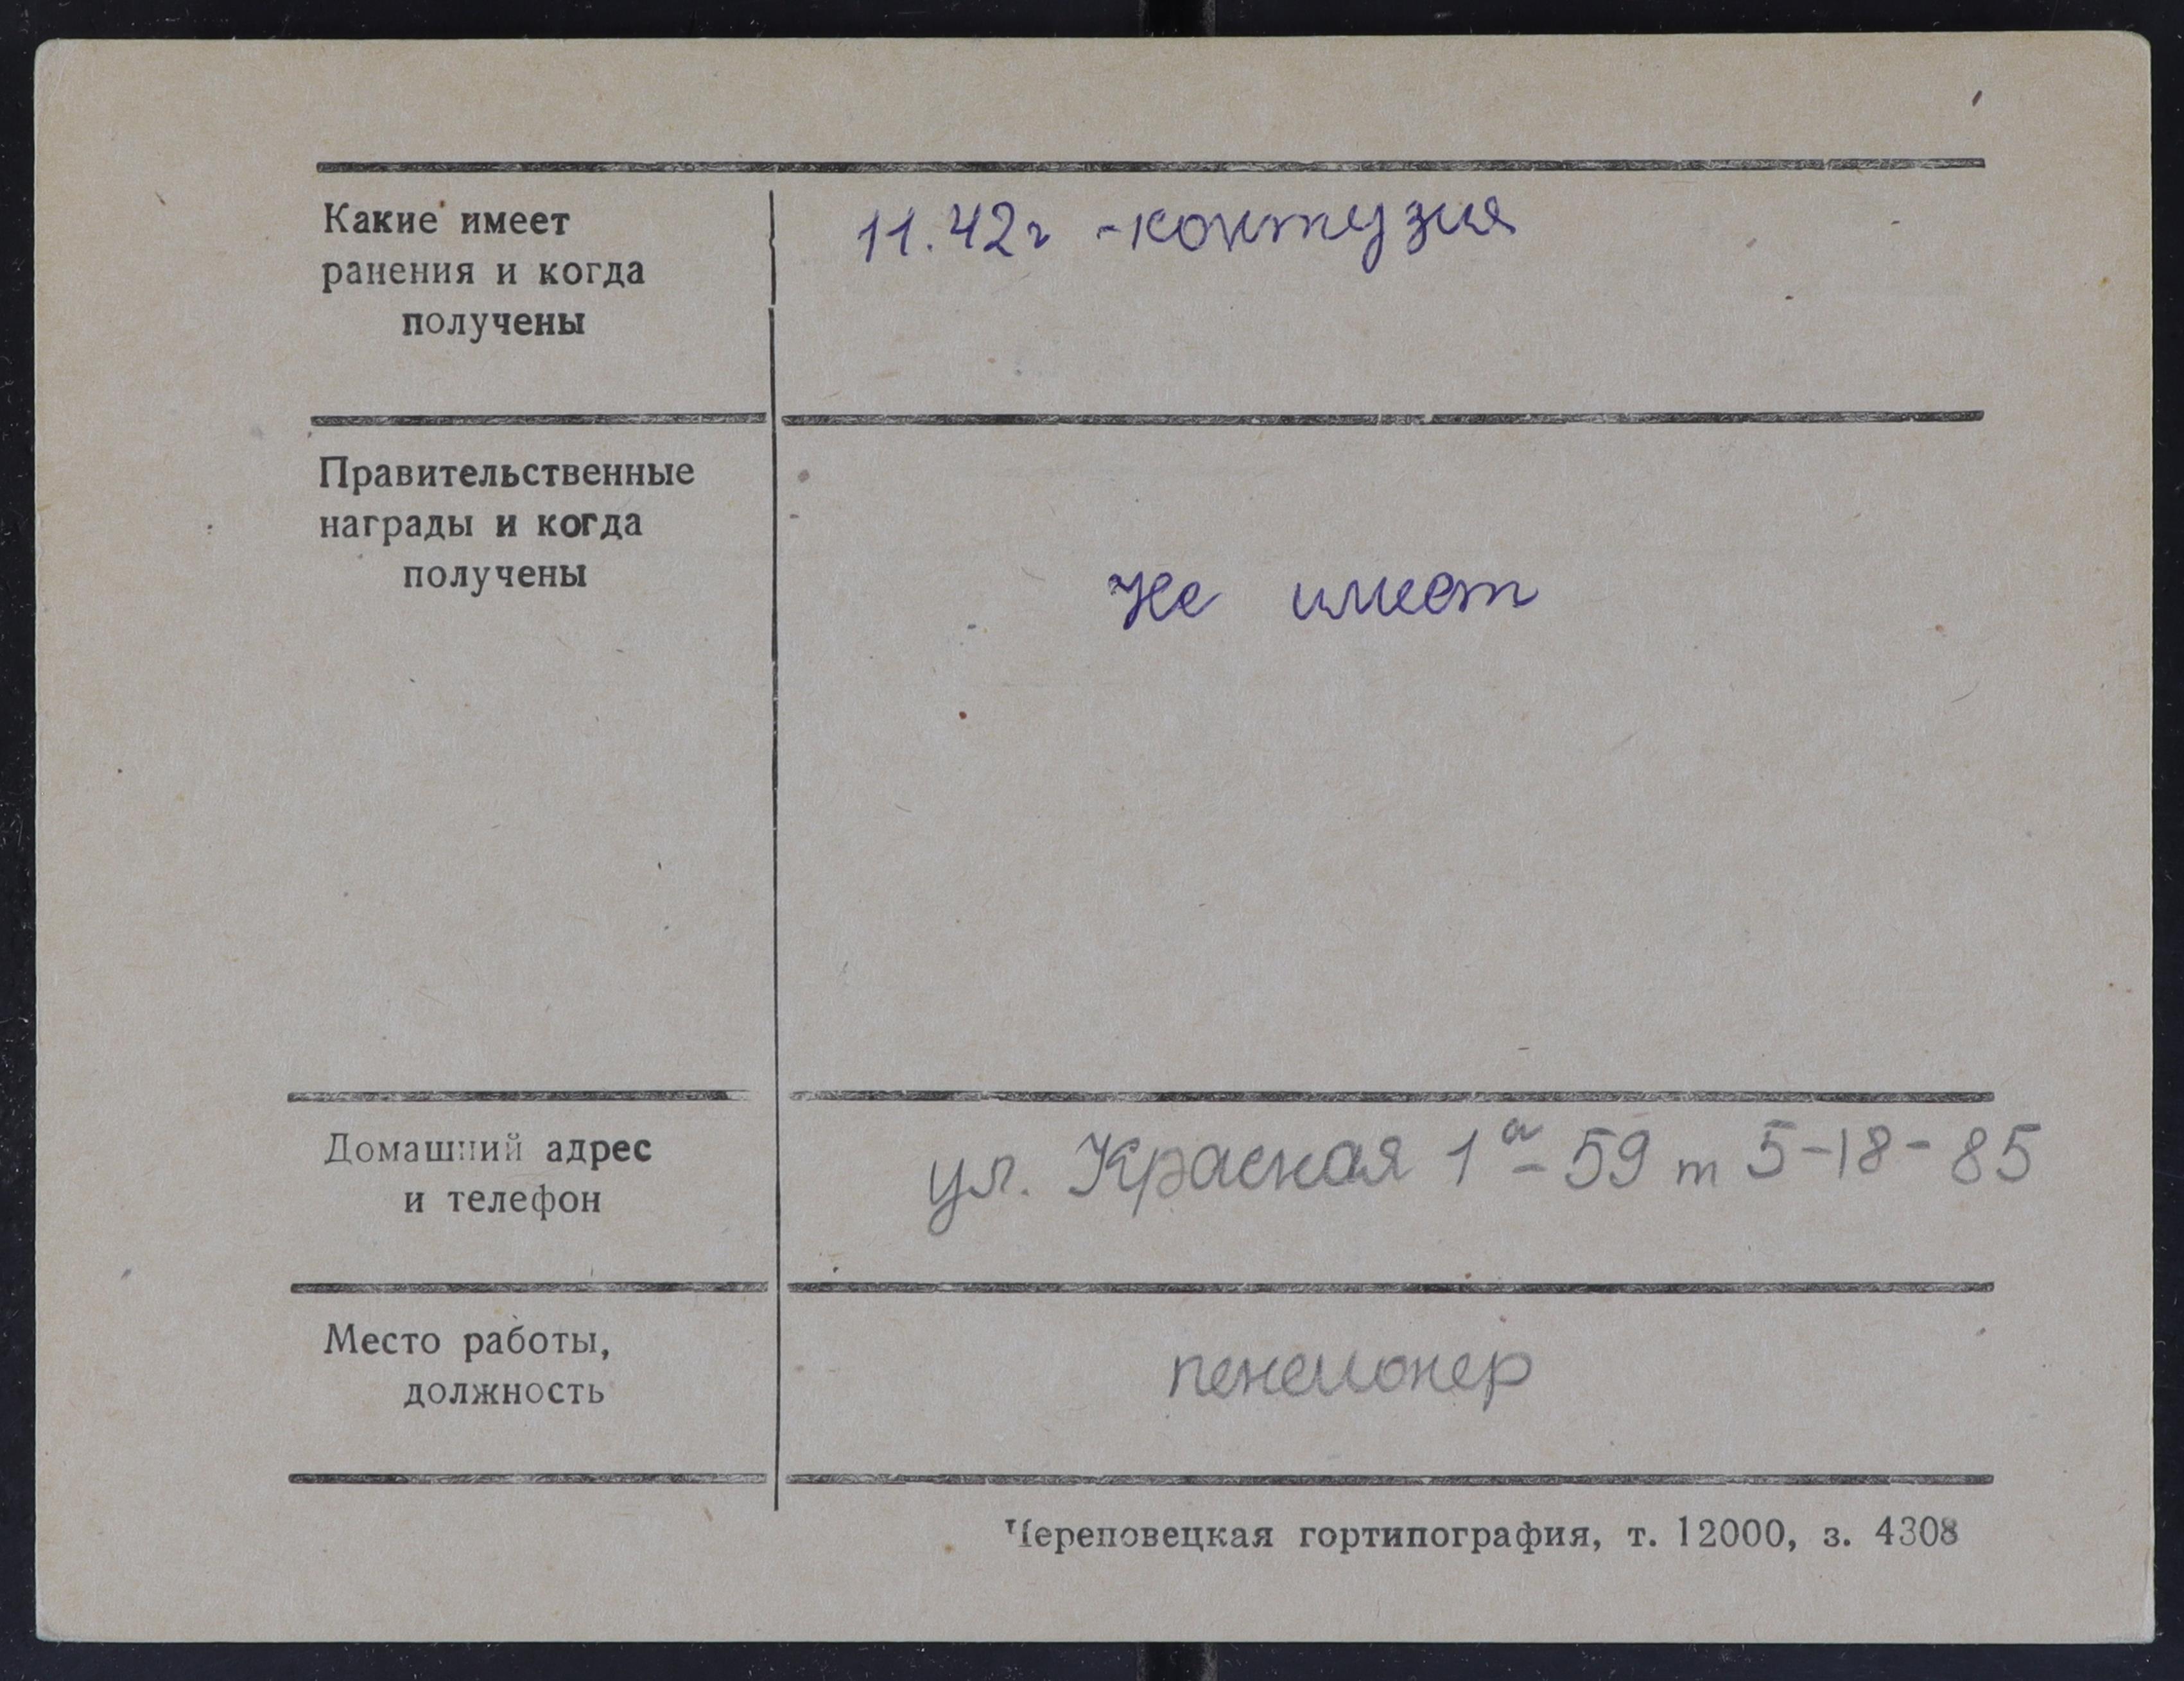 Какие имеет
ранения и когда
получены
11.42г - контузия
Правительственные
награды и когда
получены
Не имеет
Домашний адрес
и телефон
ул. Красная 1а - 59 т 5-18-85
Место работы,
должность
пенсионер
Череповецкая гортипография, т. 12000, з. 4308